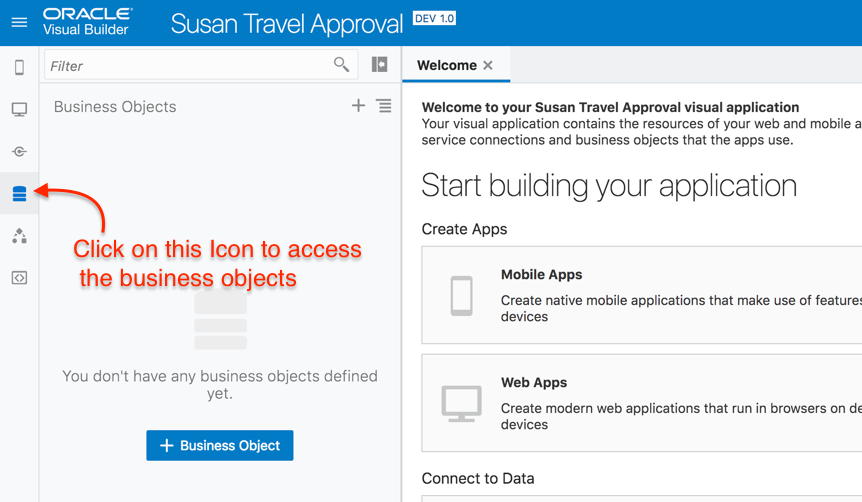 ORACLE
Visual Builder
Susan Travel Approval
DEV 1.0
Filter
Welcome
Business Objects
Welcome to your Susan Travel Approval visual application
Your visual application contains the resources of your web and mobile a
service connections and business objects that the apps use.
Start building your application
Create Apps
Click on this Icon to access
the business objects
Mobile Apps
Create native mobile applications that make use of features
devices
You don't have any business objects defined
yet.
Web Apps
Create modern web applications that run in browsers on de
devices
+ Business Object
Connect to Data